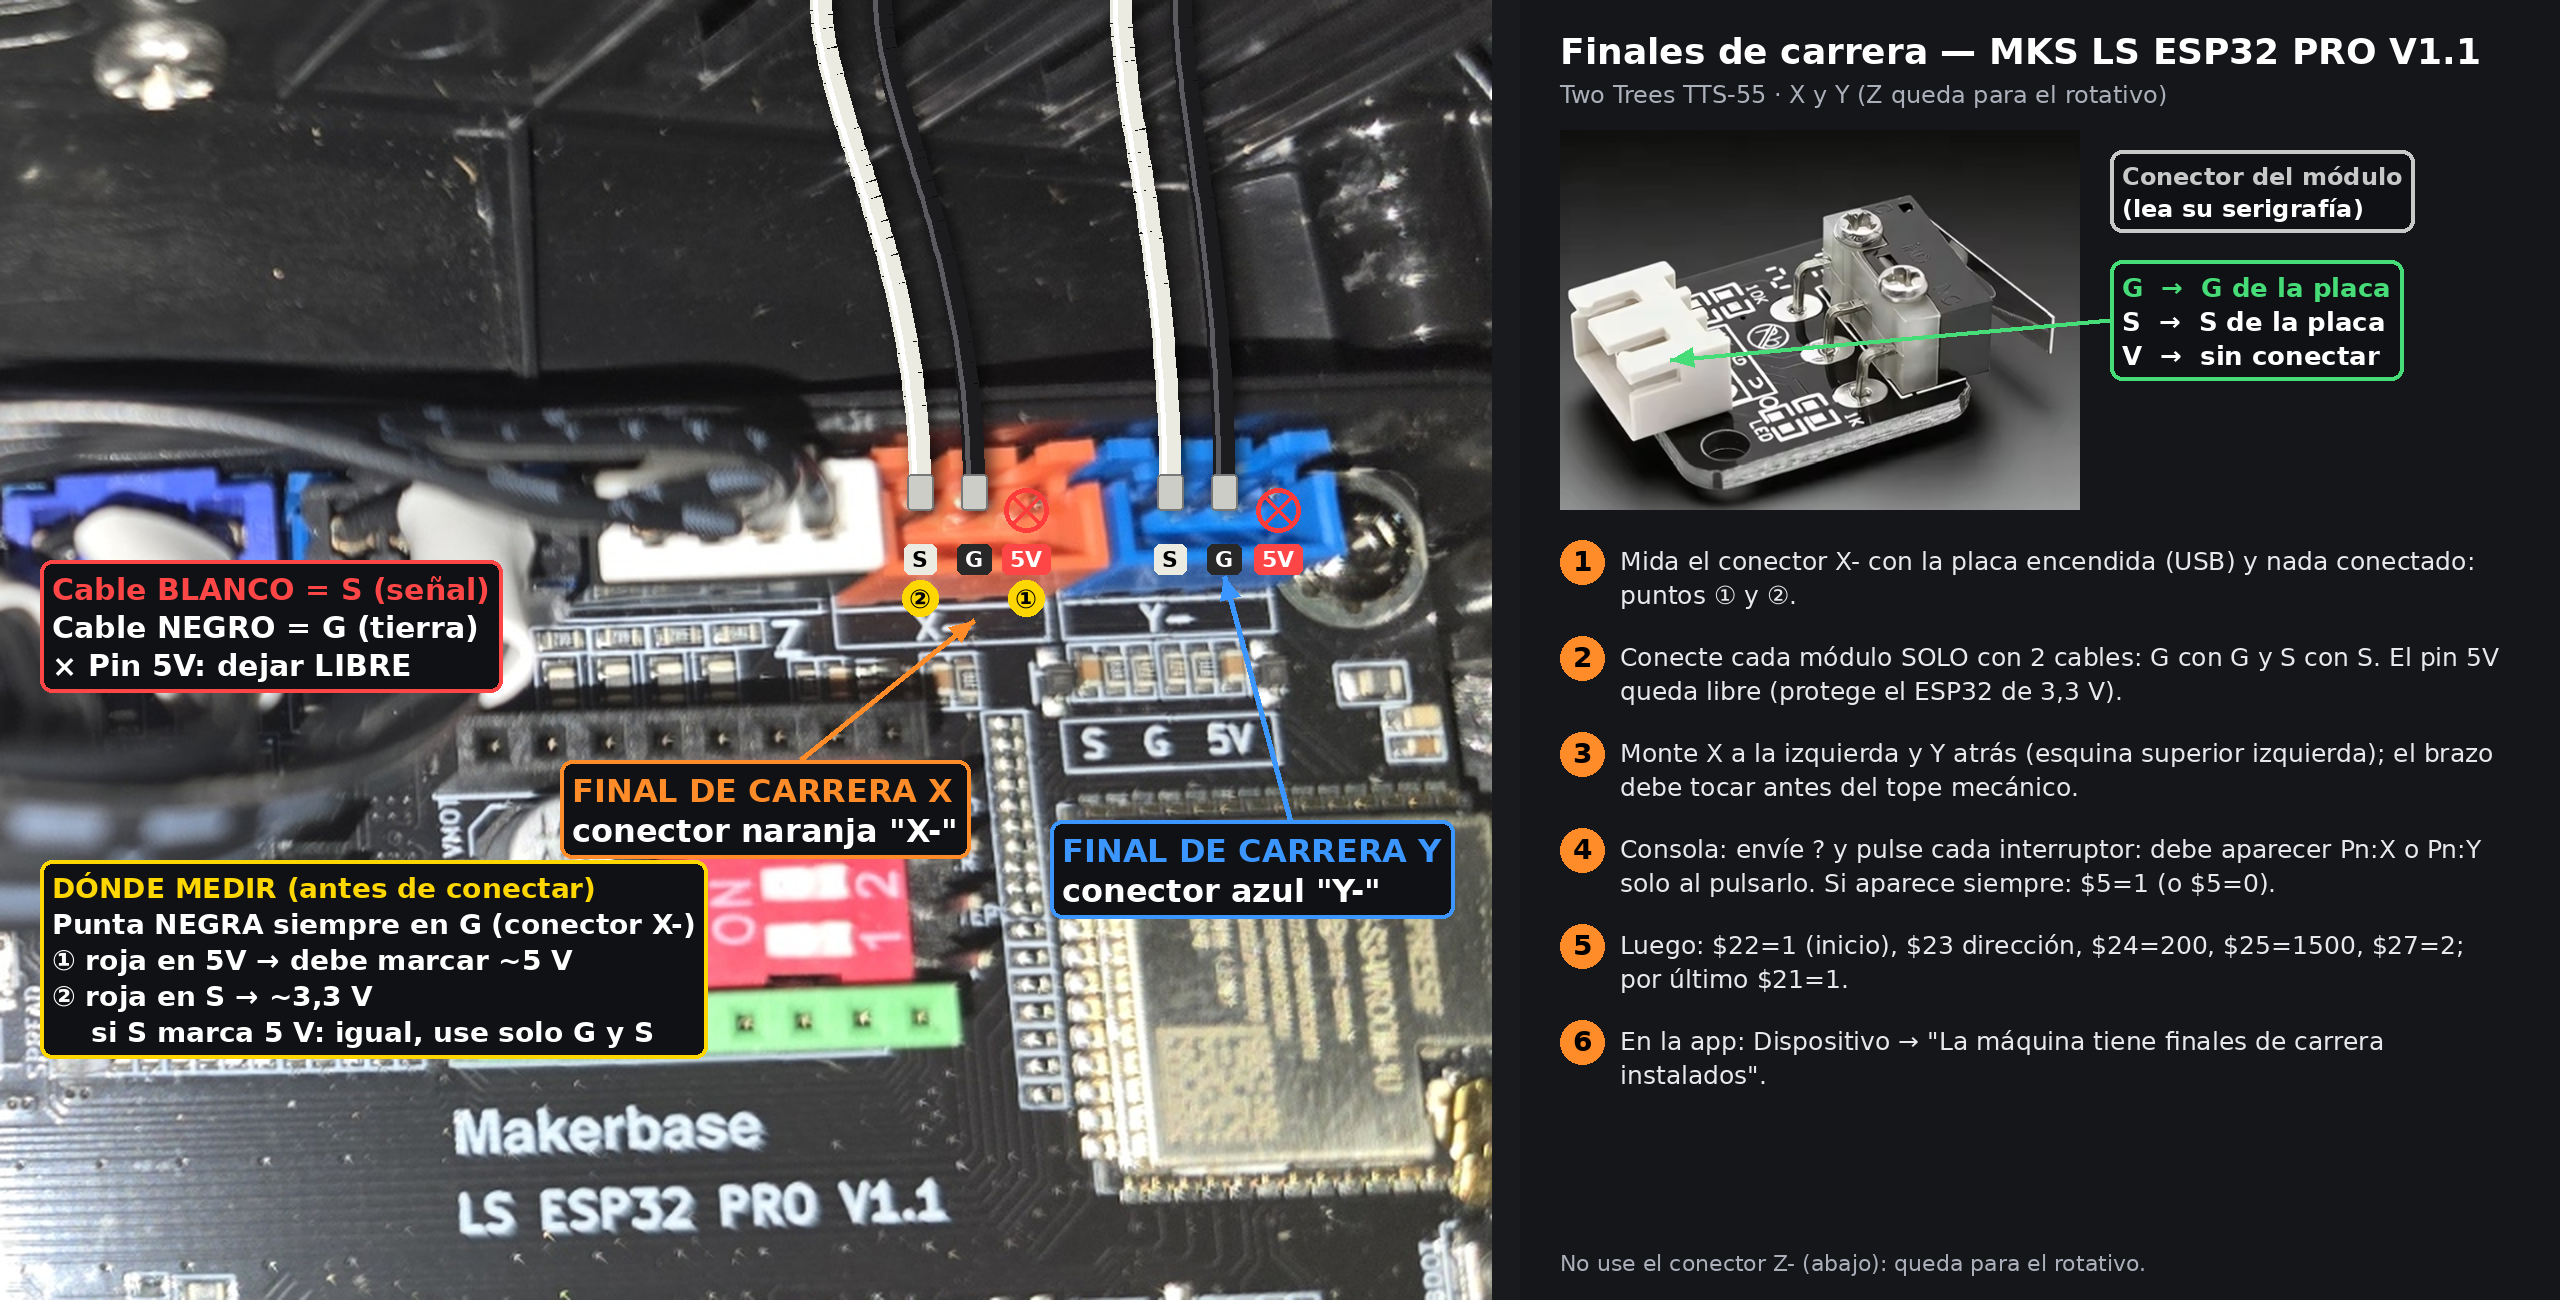 Finales de carrera — MKS LS ESP32 PRO V1.1
Two Trees TTS-55 · X y Y (Z queda para el rotativo)
Conector del módulo
(lea su serigrafía)
G → G de la placa
S → S de la placa
V → sin conectar
10K
G
LED
1K
S G 5V
S G 5V
② ①
Cable BLANCO = S (señal)
Cable NEGRO = G (tierra)
× Pin 5V: dejar LIBRE
Z X- Y-
S G 5V
FINAL DE CARRERA X
conector naranja "X-"
FINAL DE CARRERA Y
conector azul "Y-"
DÓNDE MEDIR (antes de conectar)
Punta NEGRA siempre en G (conector X-)
① roja en 5V → debe marcar ~5 V
② roja en S → ~3,3 V
si S marca 5 V: igual, use solo G y S
ON
1 2
Makerbase
LS ESP32 PRO V1.1
1 Mida el conector X- con la placa encendida (USB) y nada conectado:
puntos ① y ②.
2 Conecte cada módulo SOLO con 2 cables: G con G y S con S. El pin 5V
queda libre (protege el ESP32 de 3,3 V).
3 Monte X a la izquierda y Y atrás (esquina superior izquierda); el brazo
debe tocar antes del tope mecánico.
4 Consola: envíe ? y pulse cada interruptor: debe aparecer Pn:X o Pn:Y
solo al pulsarlo. Si aparece siempre: $5=1 (o $5=0).
5 Luego: $22=1 (inicio), $23 dirección, $24=200, $25=1500, $27=2;
por último $21=1.
6 En la app: Dispositivo → "La máquina tiene finales de carrera
instalados".
No use el conector Z- (abajo): queda para el rotativo.